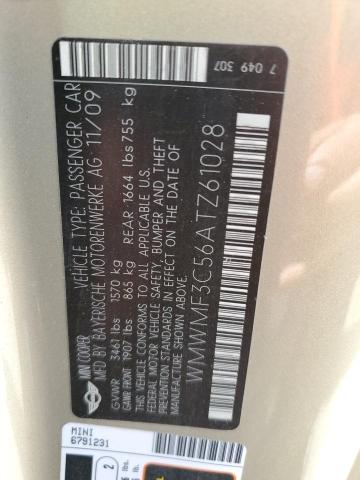 MINI COOPER
VEHICLE TYPE: PASSENGER CAR
MFD BY BAYERISCHE MOTORENWERKE AG 11/09
GVWR 3461 lbs 1570 kg
GAWR FRONT 1907 lbs 865 kg REAR 1664 lbs 755 kg
THIS VEHICLE CONFORMS TO ALL APPLICABLE U.S.
FEDERAL MOTOR VEHICLE SAFETY, BUMPER AND THEFT
PREVENTION STANDARDS IN EFFECT ON THE DATE OF
MANUFACTURE SHOWN ABOVE
WMWMF3C56ATZ61028
7 049 307
MINI
6791231
2
lbs.